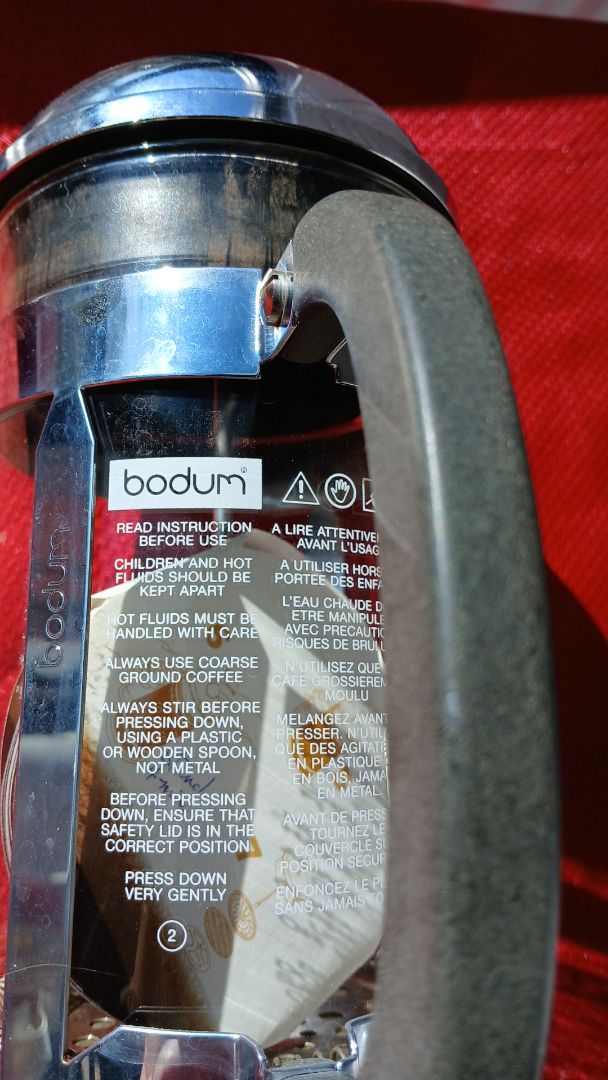 bodum®
READ INSTRUCTION
BEFORE USE
CHILDREN AND HOT
FLUIDS SHOULD BE
KEPT APART
HOT FLUIDS MUST BE
HANDLED WITH CARE
ALWAYS USE COARSE
GROUND COFFEE
ALWAYS STIR BEFORE
PRESSING DOWN,
USING A PLASTIC
OR WOODEN SPOON,
NOT METAL
BEFORE PRESSING
DOWN, ENSURE THAT
SAFETY LID IS IN THE
CORRECT POSITION
PRESS DOWN
VERY GENTLY
2
A LIRE
AVANT
A UTILISER
PORTEE DES
L'EAU CHAUDE
ETRE
AVEC
RISQUES DE
N'UTILISEZ QUE
CAFE
MOULU
MELANGEZ
PRESSER.
QUE DES
EN PLASTIQUE
EN BOIS,
EN METAL.
AVANT DE
TOURNEZ LE
COUVERCLE
POSITION
ENFONCEZ LE
SANS JAMAIS
bodum